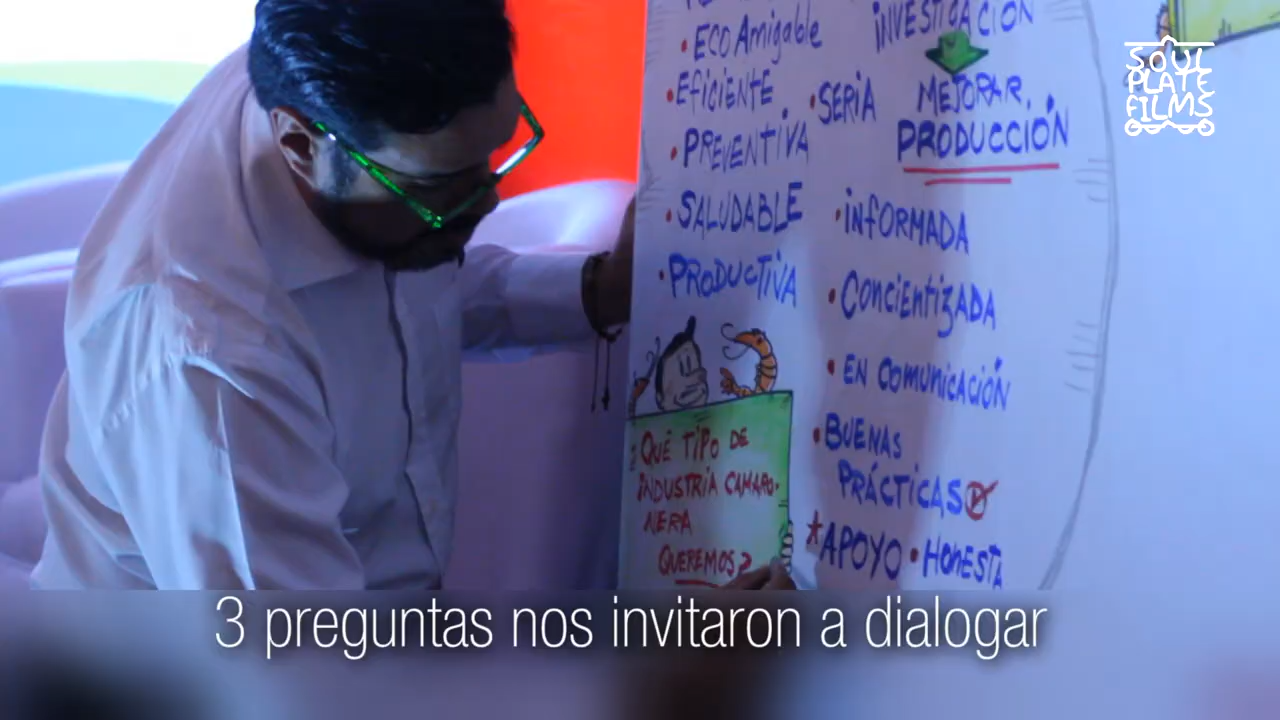 ECO Amigable
EFICIENTE
PREVENTIVA
SALUDABLE
PRODUCTIVA
¿QUÉ TIPO DE
INDUSTRIA CAMARO-
NERA
QUEREMOS?
INVESTIGACIÓN
SERIA
MEJORAR
PRODUCCIÓN
INFORMADA
CONCIENTIZADA
EN COMUNICACIÓN
BUENAS
PRÁCTICAS
*APOYO • HONESTA
SOUL
PLATE
FILMS
3 preguntas nos invitaron a dialogar